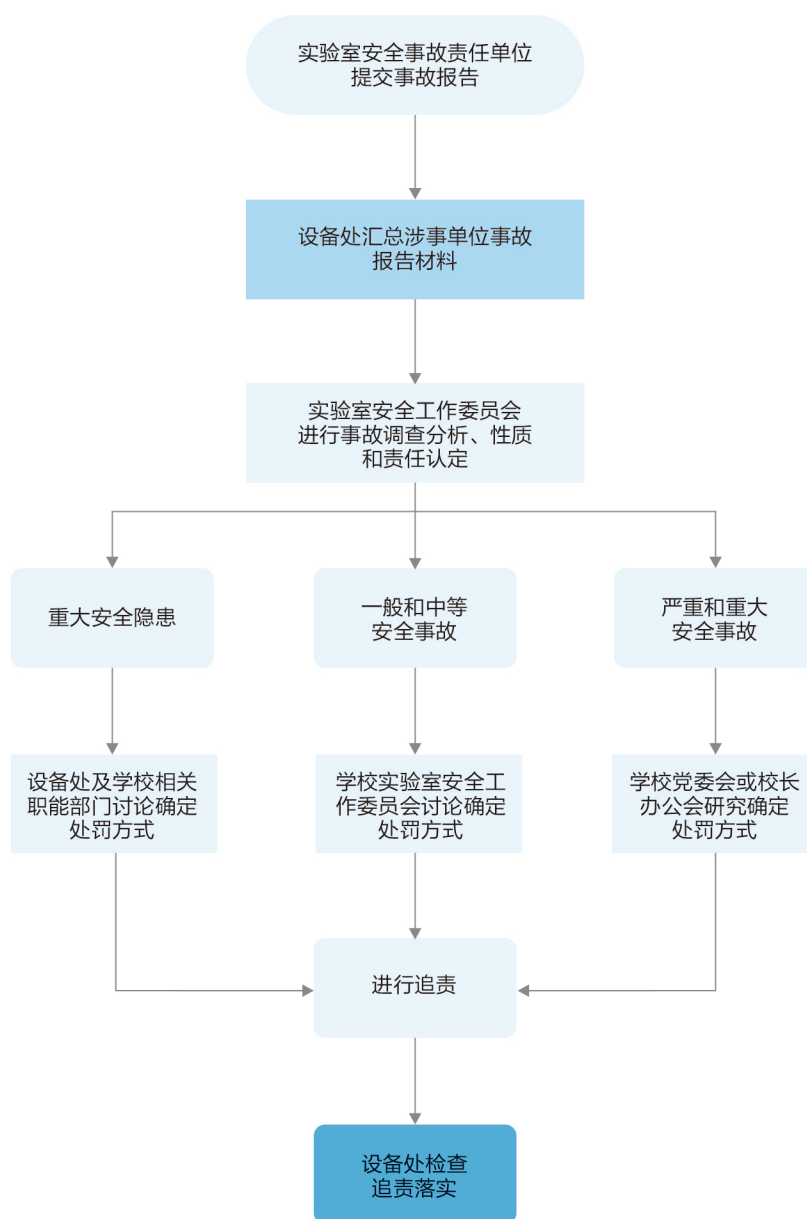 实验室安全事故责任单位
提交事故报告
设备处汇总涉事单位事故
报告材料
实验室安全工作委员会
进行事故调查分析、性质
和责任认定
重大安全隐患
一般和中等
安全事故
严重和重大
安全事故
设备处及学校相关
职能部门讨论确定
处罚方式
学校实验室安全工
作委员会讨论确定
处罚方式
学校党委会或校长
办公会研究确定
处罚方式
进行追责
设备处检查
追责落实